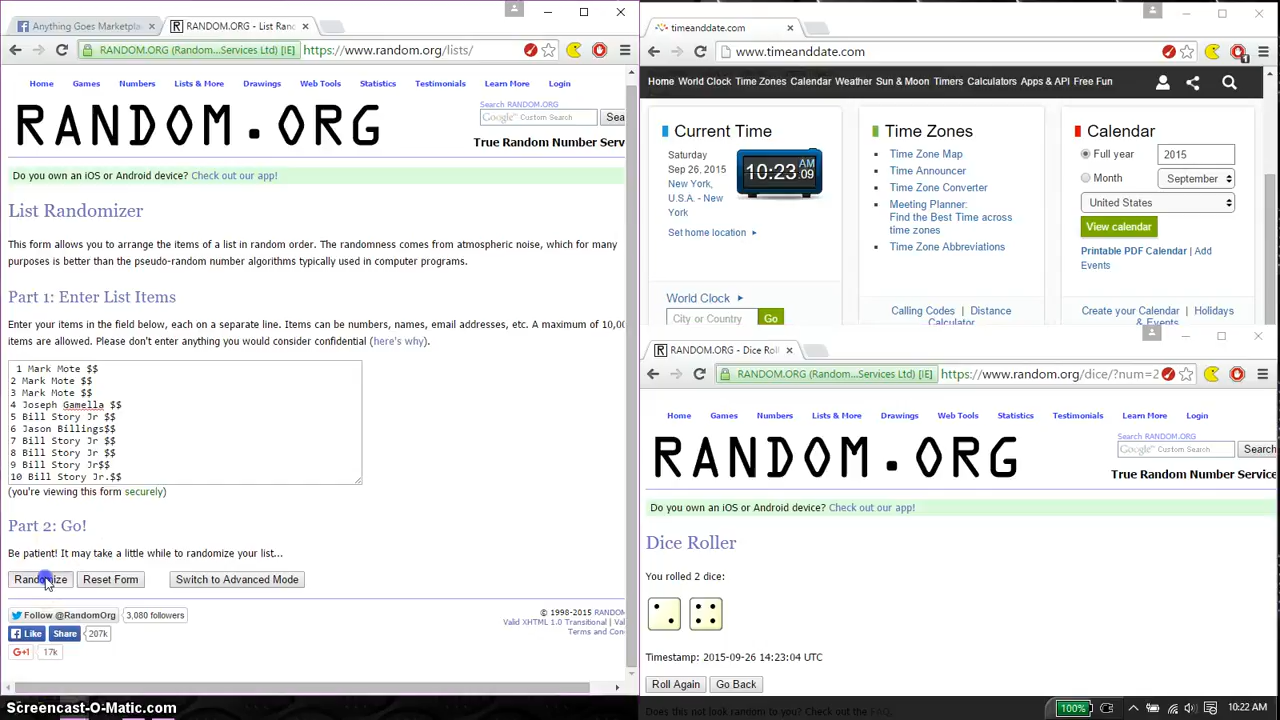 Anything Goes Marketpla
RANDOM.ORG - List Ran
RANDOM.ORG (Random...Services Ltd) [IE] https://www.random.org/lists/
Home Games Numbers Lists & More Drawings Web Tools Statistics Testimonials Learn More Login
RANDOM.ORG
Search RANDOM.ORG
Google™ Custom Search Sea
True Random Number Serv
Do you own an iOS or Android device? Check out our app!
List Randomizer
This form allows you to arrange the items of a list in random order. The randomness comes from atmospheric noise, which for many
purposes is better than the pseudo-random number algorithms typically used in computer programs.
Part 1: Enter List Items
Enter your items in the field below, each on a separate line. Items can be numbers, names, email addresses, etc. A maximum of 10,00
items are allowed. Please don't enter anything you would consider confidential (here's why).
1 Mark Mote $$
2 Mark Mote $$
3 Mark Mote $$
4 Joseph Gamella $$
5 Bill Story Jr $$
6 Jason Billings$$
7 Bill Story Jr $$
8 Bill Story Jr $$
9 Bill Story Jr$$
10 Bill Story Jr.$$
(you're viewing this form securely)
Part 2: Go!
Be patient! It may take a little while to randomize your list...
Randomize Reset Form Switch to Advanced Mode
Follow @RandomOrg 3,080 followers
Like Share 207k
G+1 17k
© 1998-2015 RANDOM
Valid XHTML 1.0 Transitional | Val
Terms and Con
timeanddate.com
www.timeanddate.com
Home World Clock Time Zones Calendar Weather Sun & Moon Timers Calculators Apps & API Free Fun
Current Time
Saturday
Sep 26, 2015
New York,
U.S.A. - New
York
10:23 AM 09
Set home location
World Clock
City or Country Go
Time Zones
Time Zone Map
Time Announcer
Time Zone Converter
Meeting Planner:
Find the Best Time across
time zones
Time Zone Abbreviations
Calling Codes | Distance
Calculator
Calendar
Full year 2015
Month September
United States
View calendar
Printable PDF Calendar | Add
Events
Create your Calendar | Holidays
& Events
RANDOM.ORG - Dice Roll
RANDOM.ORG (Random...Services Ltd) [IE] https://www.random.org/dice/?num=2
Home Games Numbers Lists & More Drawings Web Tools Statistics Testimonials Learn More Login
RANDOM.ORG
Search RANDOM.ORG
Google™ Custom Search Search
True Random Number Service
Do you own an iOS or Android device? Check out our app!
Dice Roller
You rolled 2 dice:
Timestamp: 2015-09-26 14:23:04 UTC
Roll Again Go Back
Does this not look random to you? Check out the FAQ.
Screencast-O-Matic.com
100% 10:22 AM